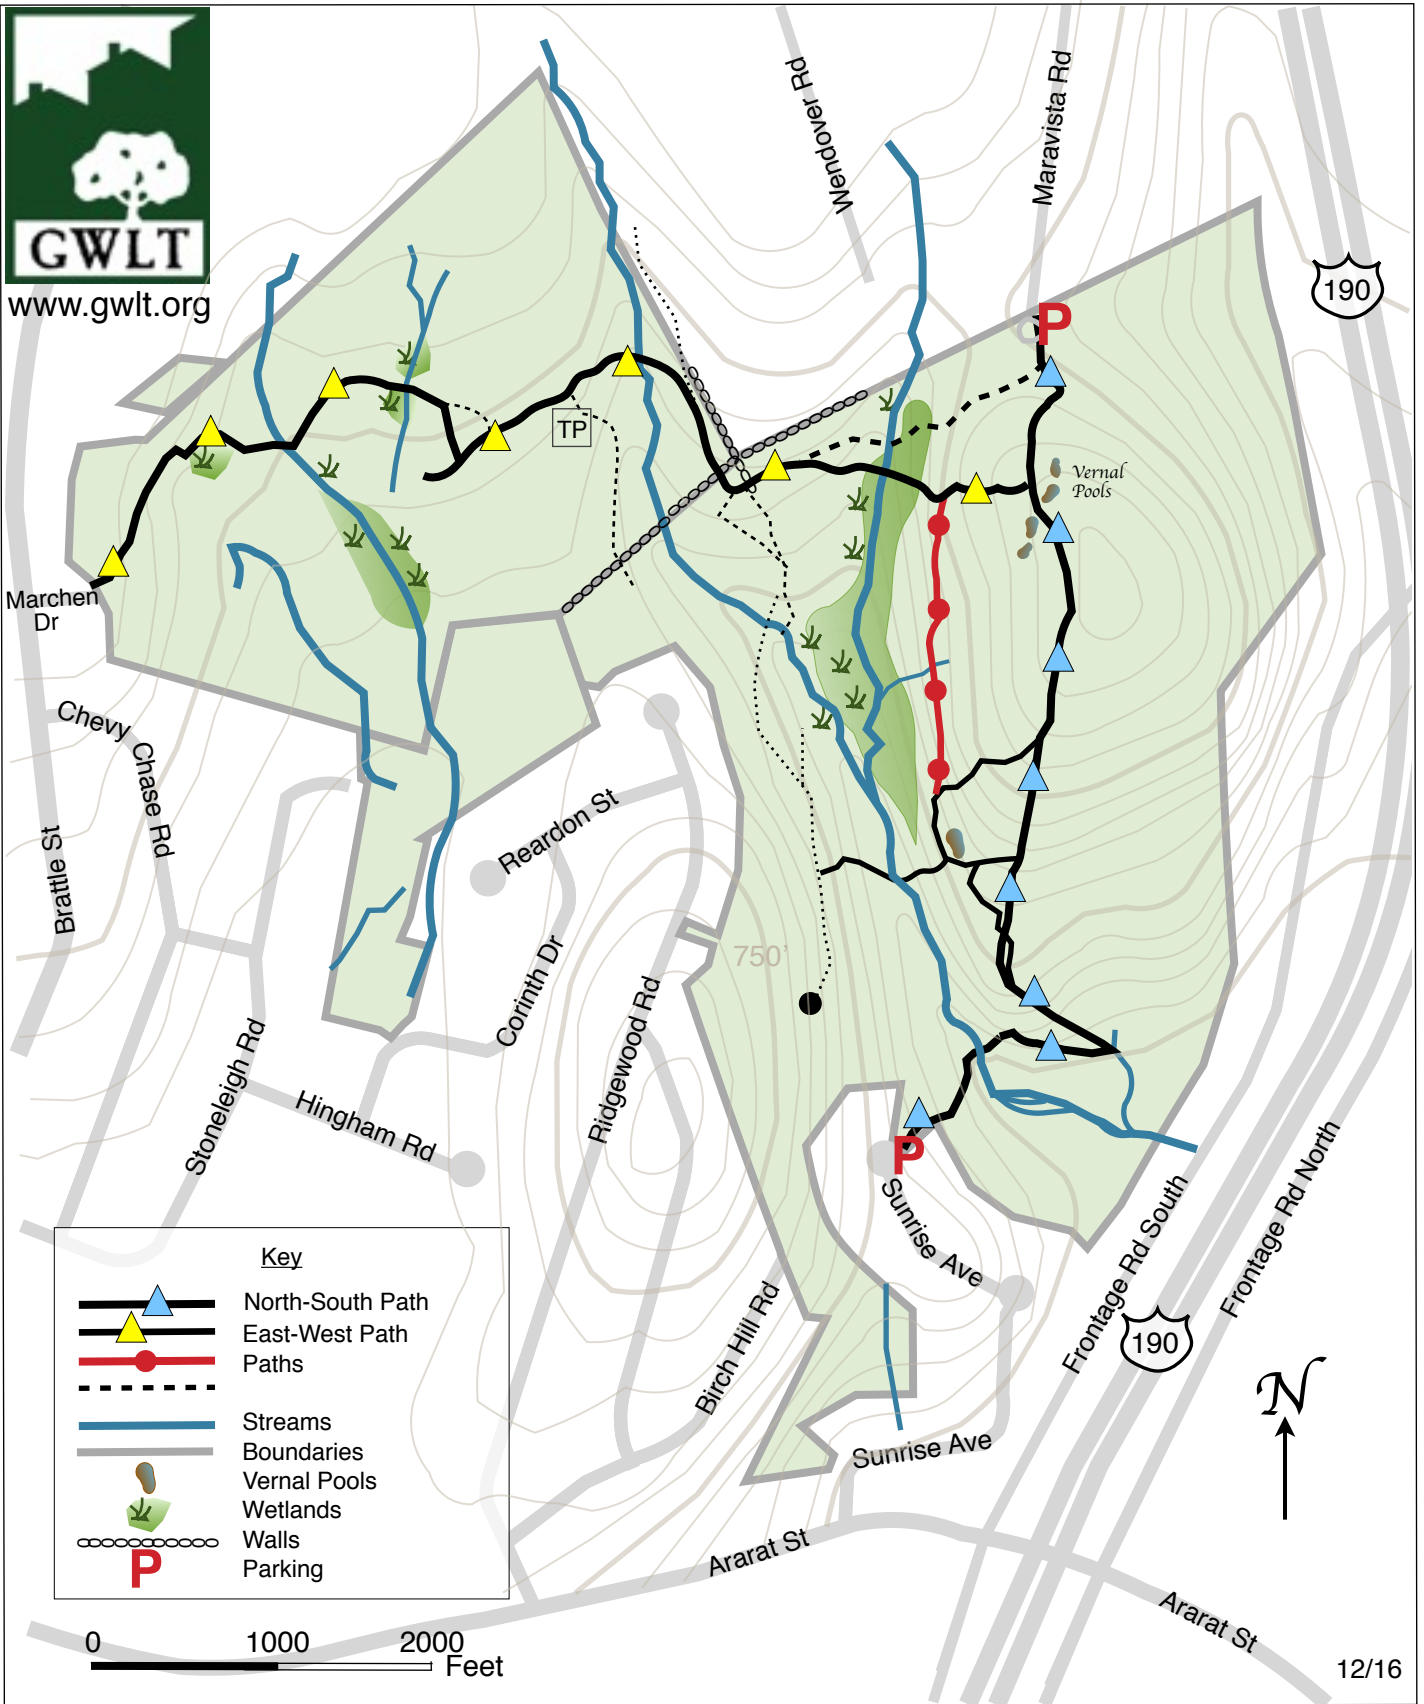 GWLT
www.gwlt.org
Wendover Rd
Maravista Rd
190
P
TP
Vernal
Pools
Marchen
Dr
Chevy Chase Rd
Brattle St
Reardon St
Corinth Dr
Ridgewood Rd
750'
Stoneleigh Rd
Hingham Rd
P
Sunrise Ave
Frontage Rd South
Frontage Rd North
190
Birch Hill Rd
Sunrise Ave
N
Ararat St
Ararat St
Key
North-South Path
East-West Path
Paths
Streams
Boundaries
Vernal Pools
Wetlands
Walls
P Parking
0 1000 2000
Feet
12/16